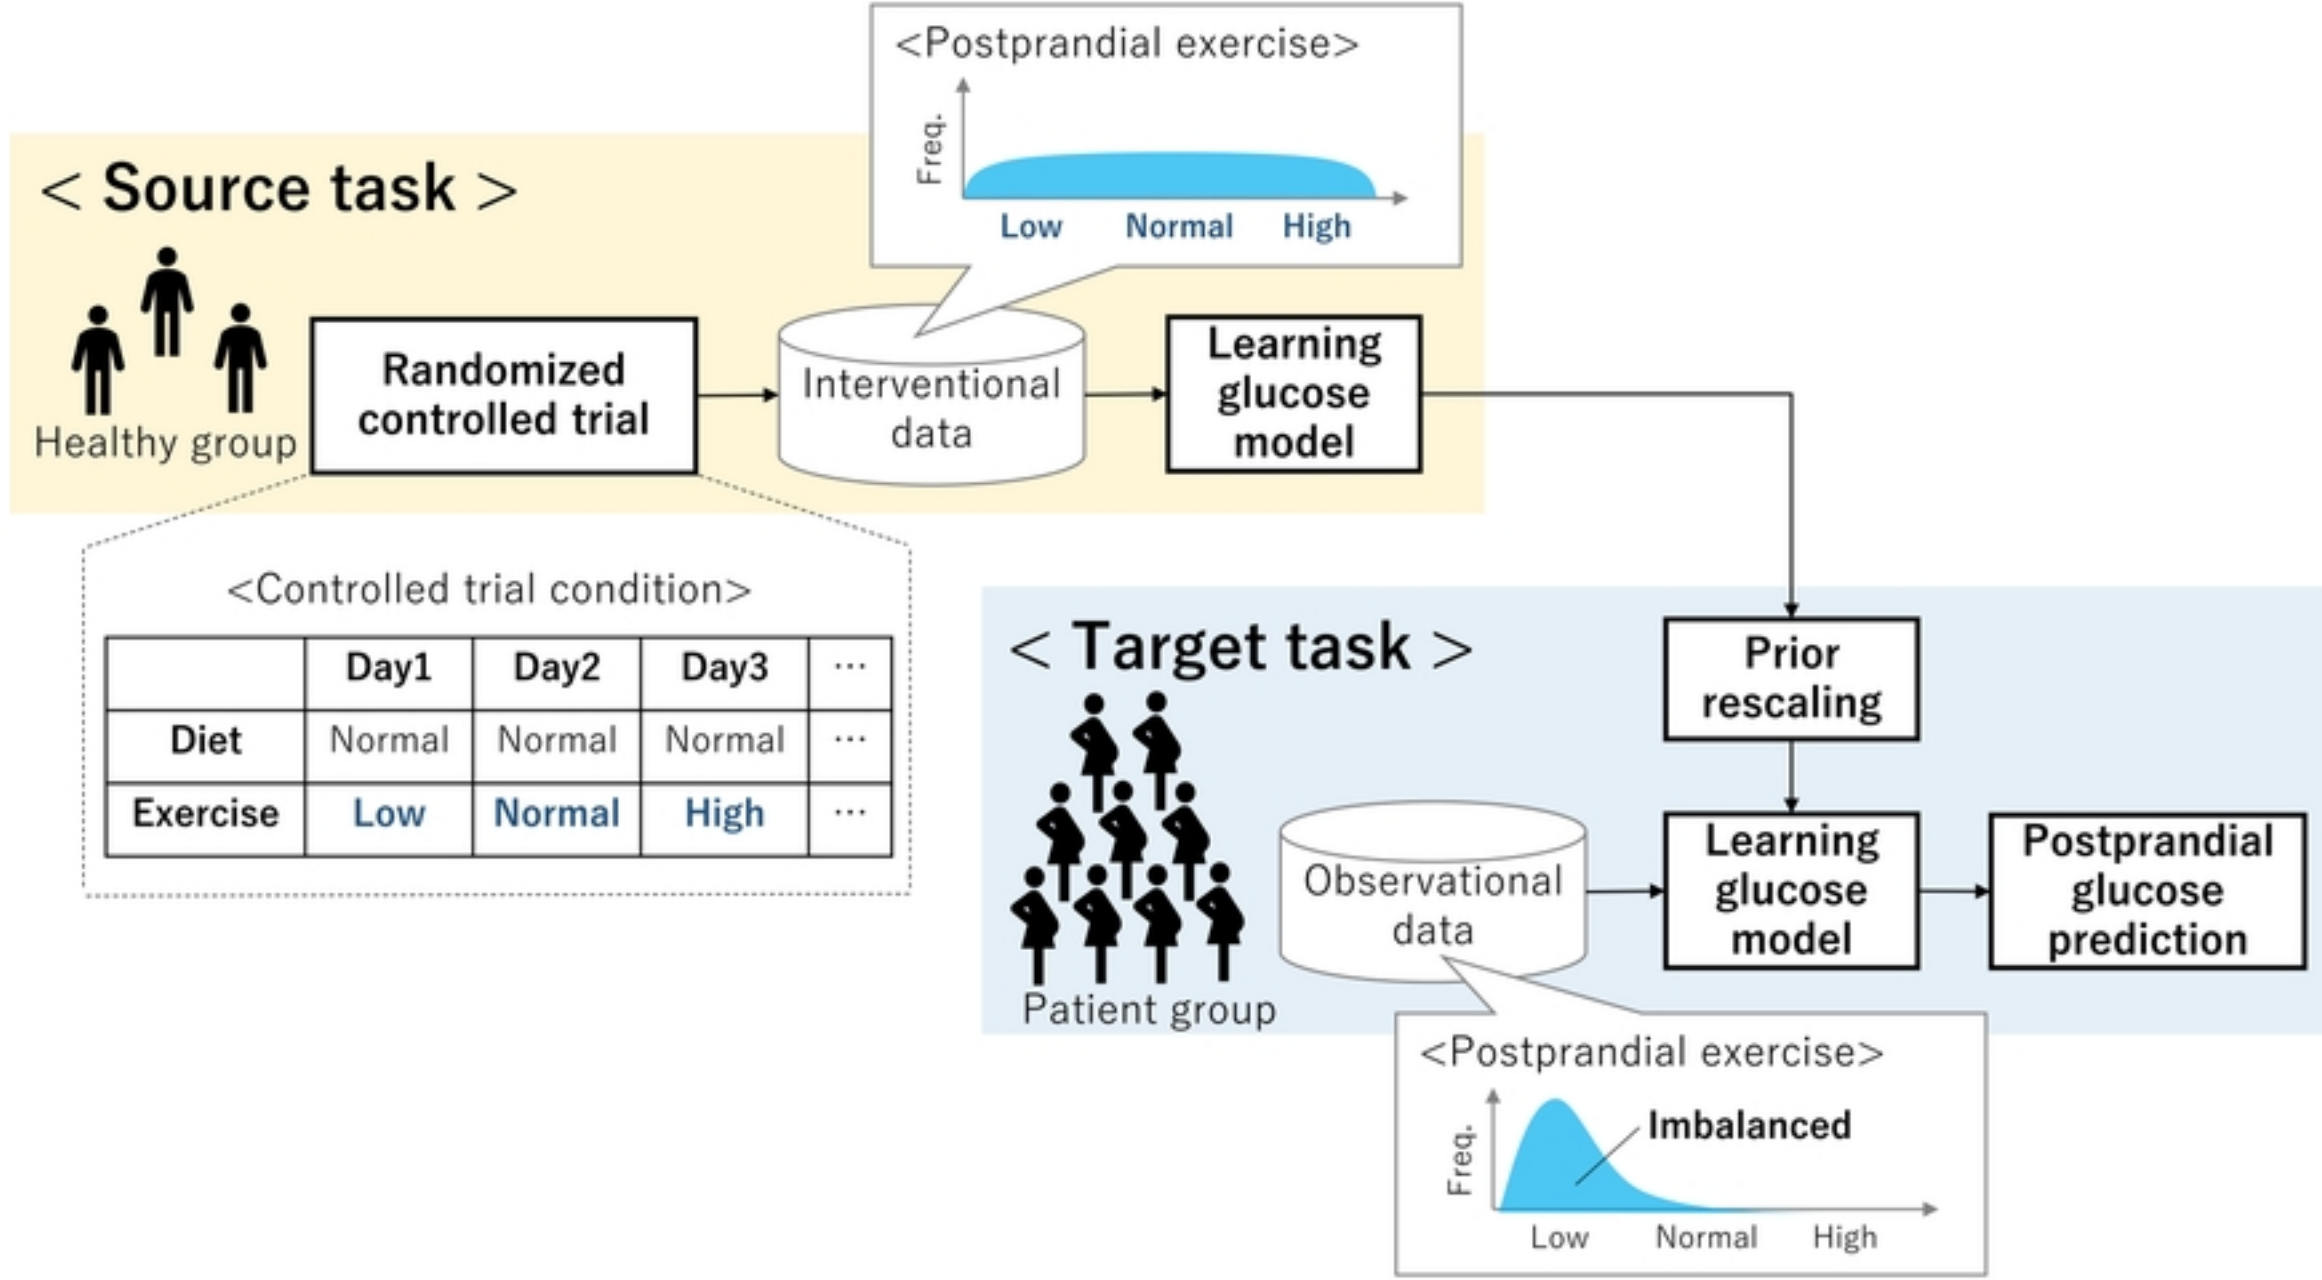 <Postprandial exercise>
Freq.
Low Normal High
< Source task >
Healthy group
Randomized
controlled trial
Interventional
data
Learning
glucose
model
<Controlled trial condition>
Day1 Day2 Day3 ⋯
Diet Normal Normal Normal ⋯
Exercise Low Normal High ⋯
< Target task >
Patient group
Prior
rescaling
Observational
data
Learning
glucose
model
Postprandial
glucose
prediction
<Postprandial exercise>
Freq.
Imbalanced
Low Normal High